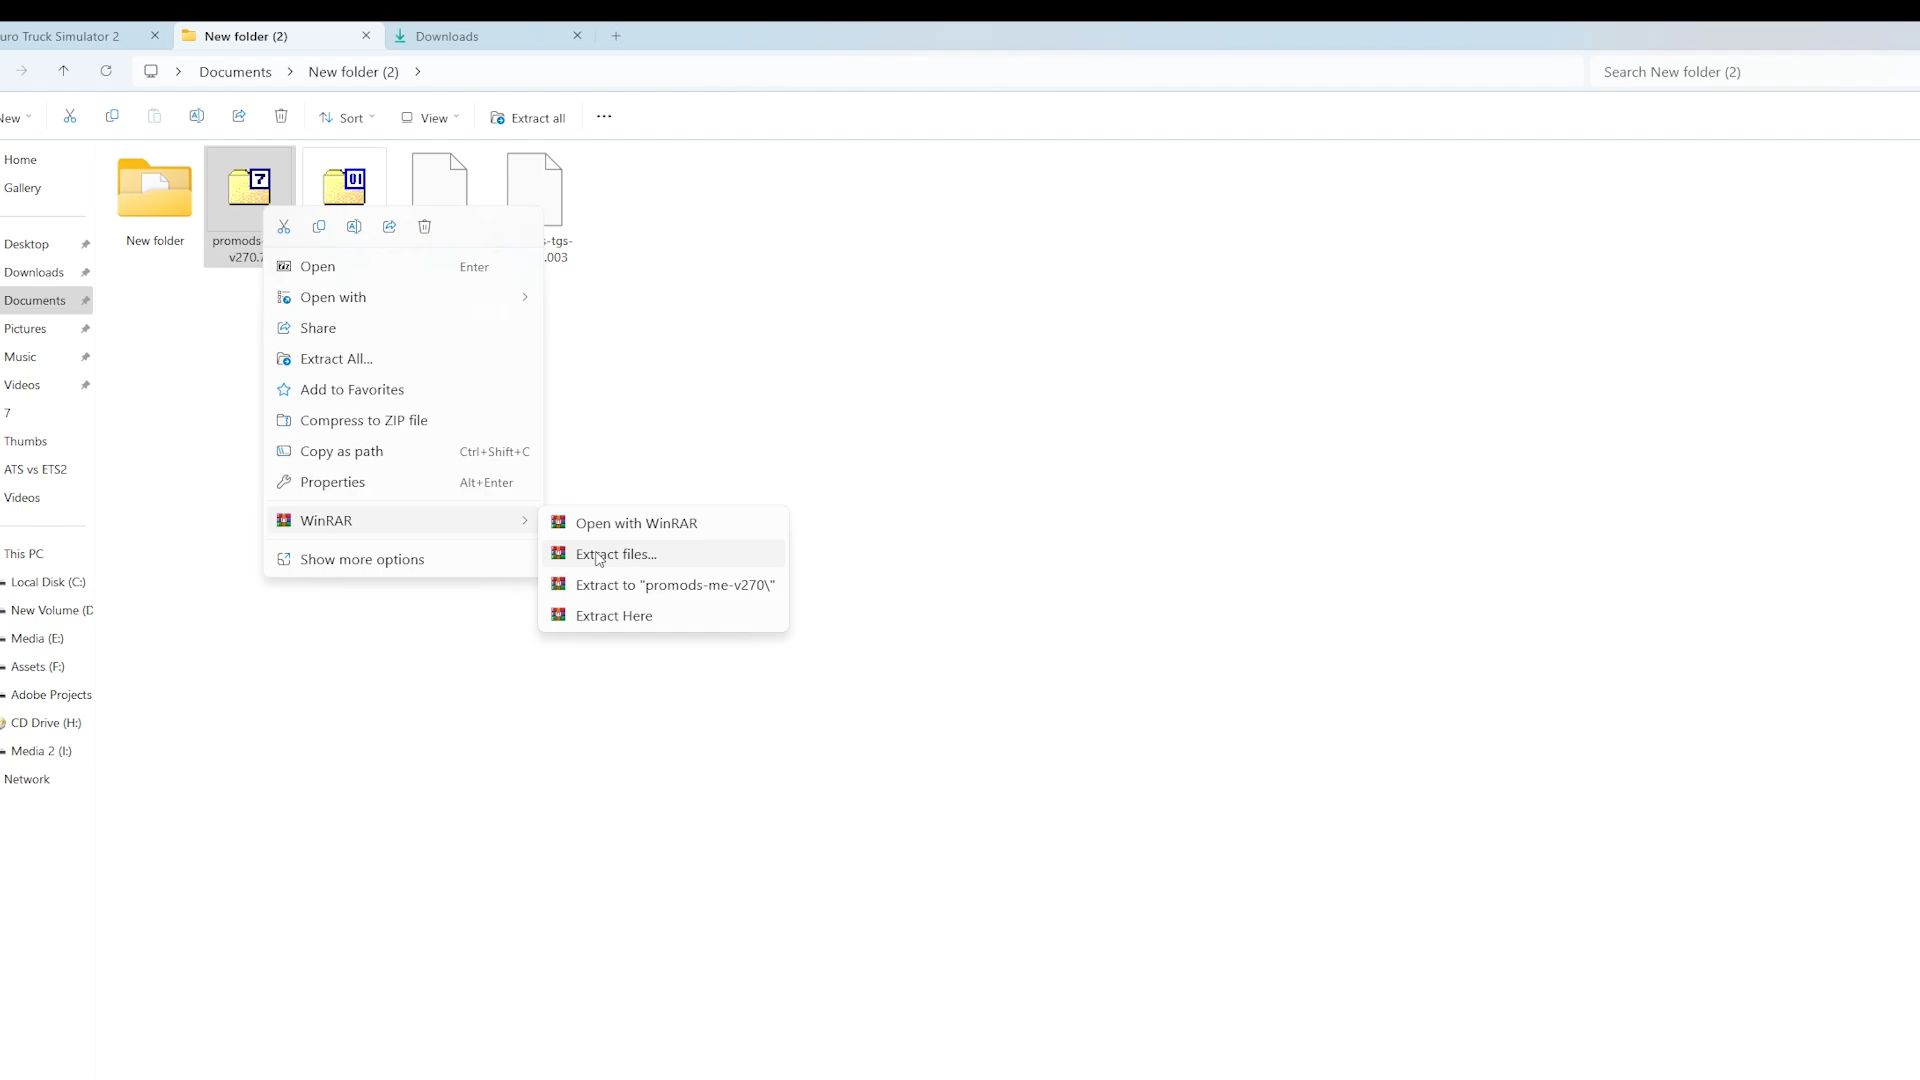 uro Truck Simulator 2
New folder (2)
Downloads
Documents
New folder (2)
Search New folder (2)
New
Sort
View
Extract all
Home
Gallery
Desktop
Downloads
Documents
Pictures
Music
Videos
7
Thumbs
ATS vs ETS2
Videos
This PC
Local Disk (C:)
New Volume (D
Media (E:)
Assets (F:)
Adobe Projects
CD Drive (H:)
Media 2 (I:)
Network
New folder
7
promods-
v270.7
01
s-tgs-
.003
Open Enter
Open with
Share
Extract All...
Add to Favorites
Compress to ZIP file
Copy as path Ctrl+Shift+C
Properties Alt+Enter
WinRAR
Show more options
Open with WinRAR
Extract files...
Extract to "promods-me-v270\"
Extract Here